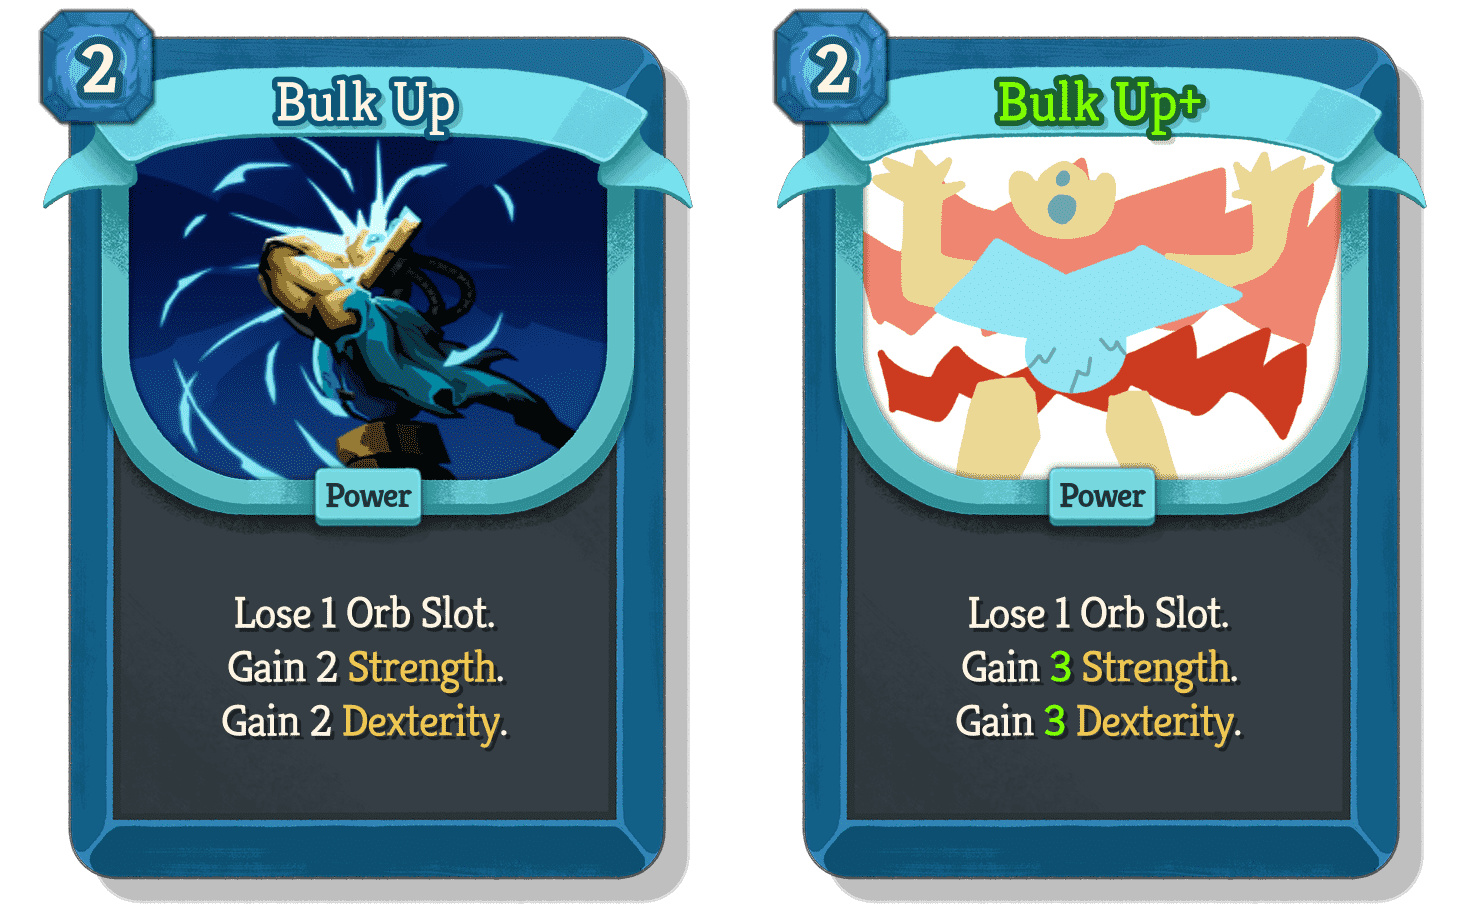 2
Bulk Up
Power
Lose 1 Orb Slot.
Gain 2 Strength.
Gain 2 Dexterity.
2
Bulk Up+
Power
Lose 1 Orb Slot.
Gain 3 Strength.
Gain 3 Dexterity.